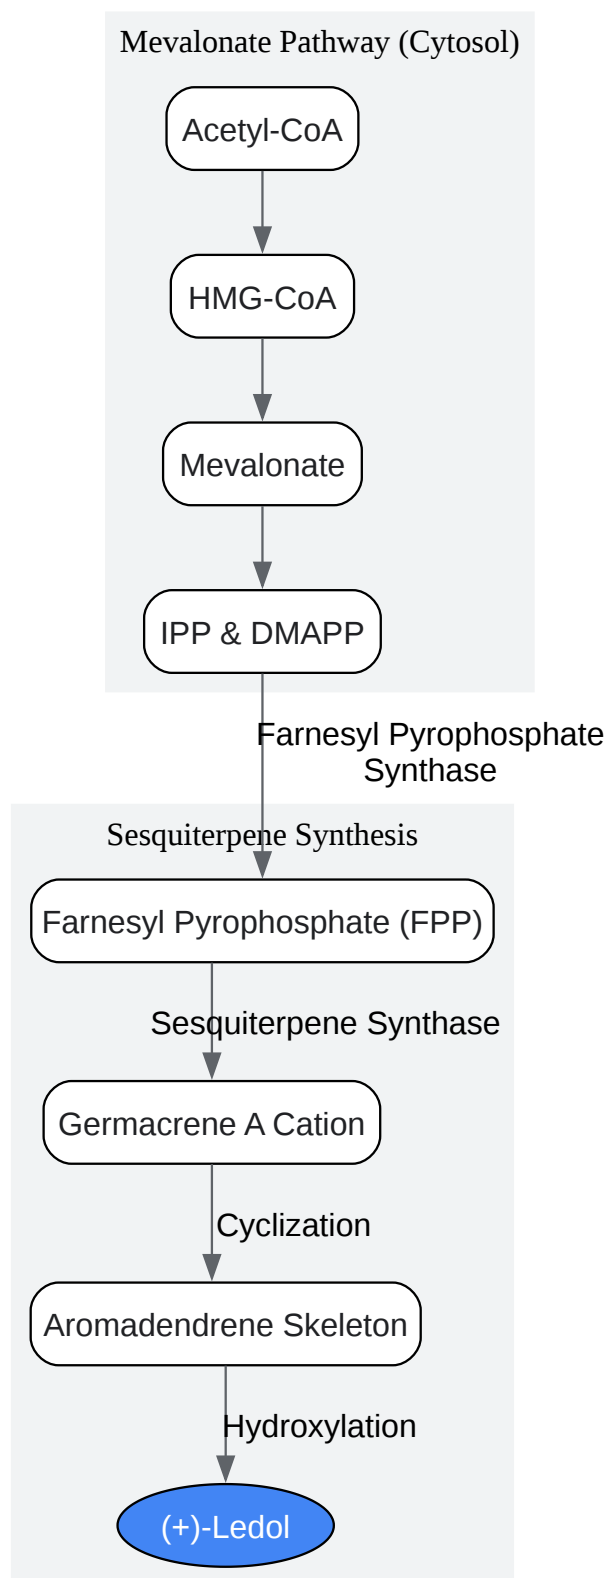 Mevalonate Pathway (Cytosol)
Acetyl-CoA
HMG-CoA
Mevalonate
IPP & DMAPP
Farnesyl Pyrophosphate
Synthase
Sesquiterpene Synthesis
Farnesyl Pyrophosphate (FPP)
Sesquiterpene Synthase
Germacrene A Cation
Cyclization
Aromadendrene Skeleton
Hydroxylation
(+)-Ledol